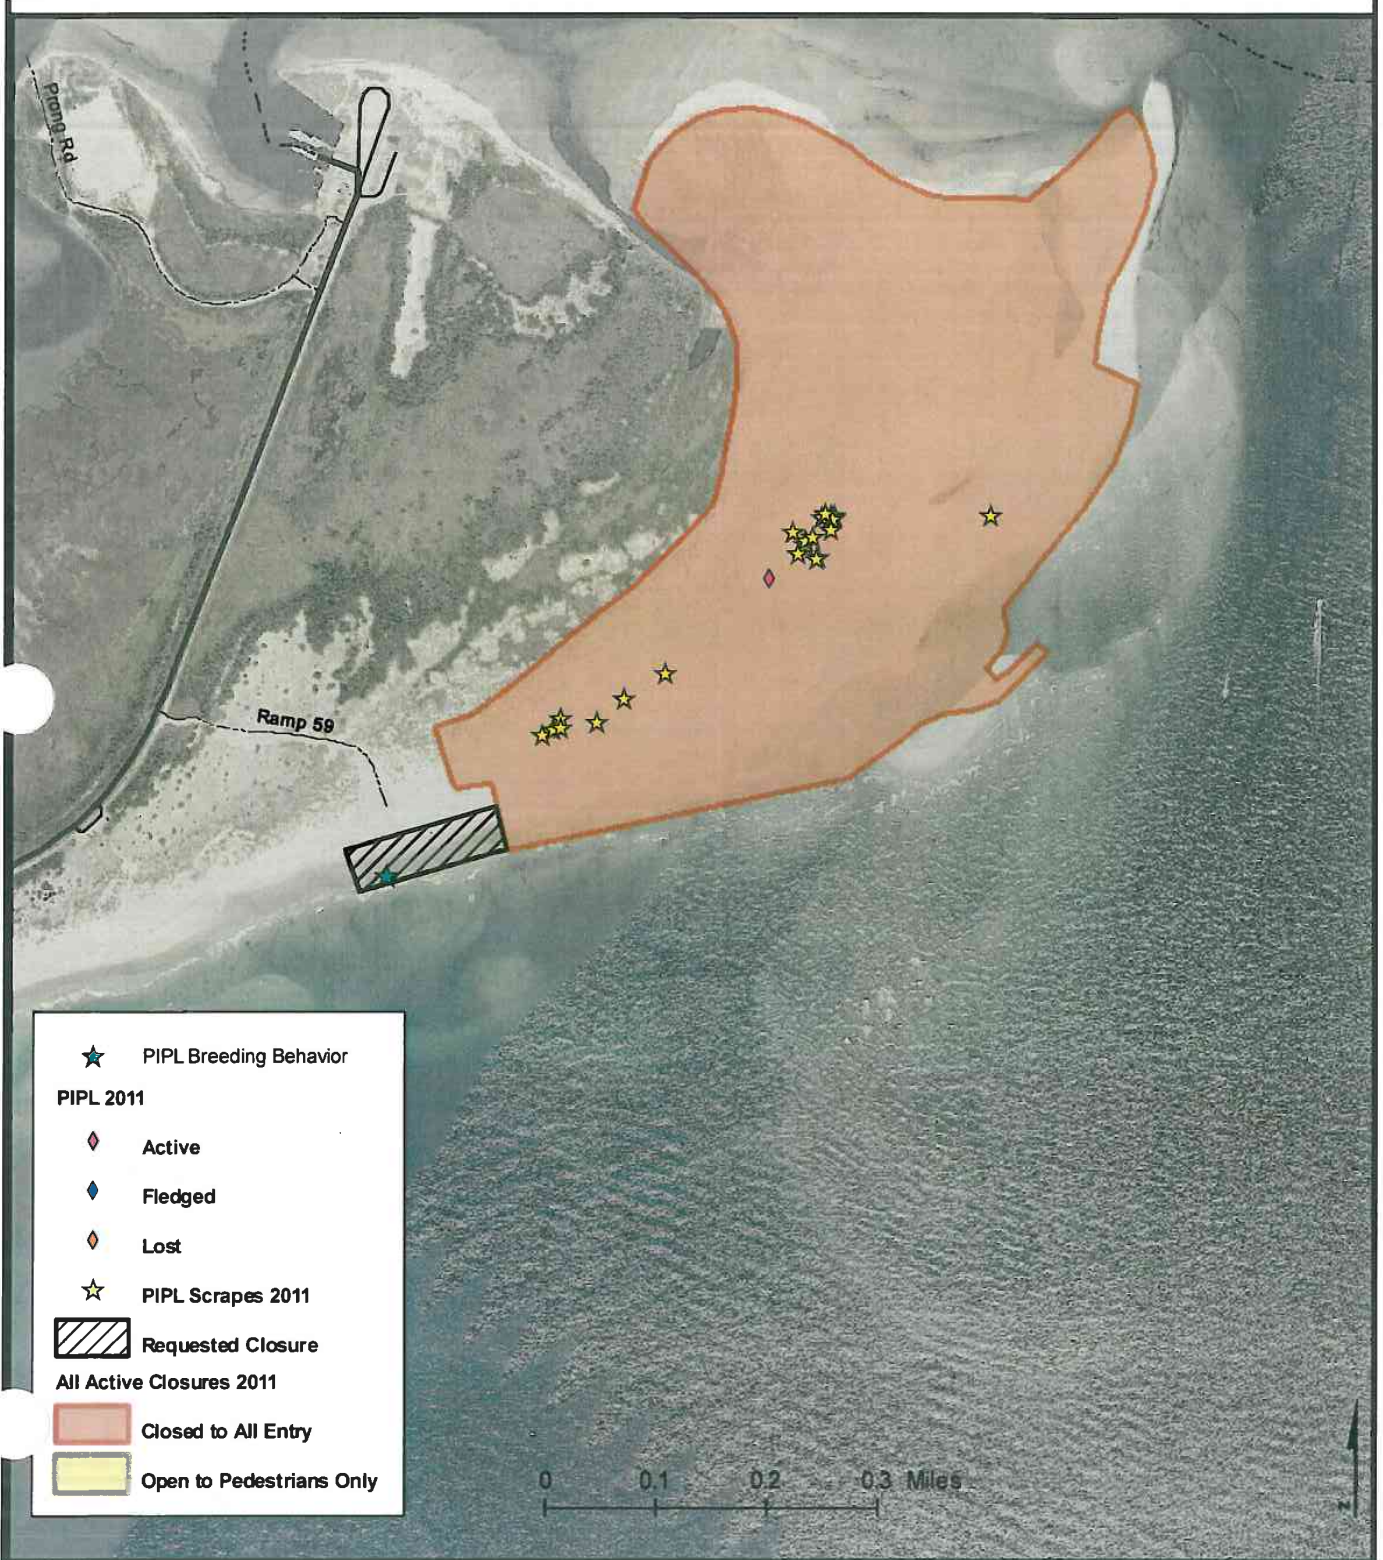 Prong Rd
Ramp 59
PIPL Breeding Behavior
PIPL 2011
Active
Fledged
Lost
PIPL Scrapes 2011
Requested Closure
All Active Closures 2011
Closed to All Entry
Open to Pedestrians Only
0 0.1 0.2 0.3 Miles
N